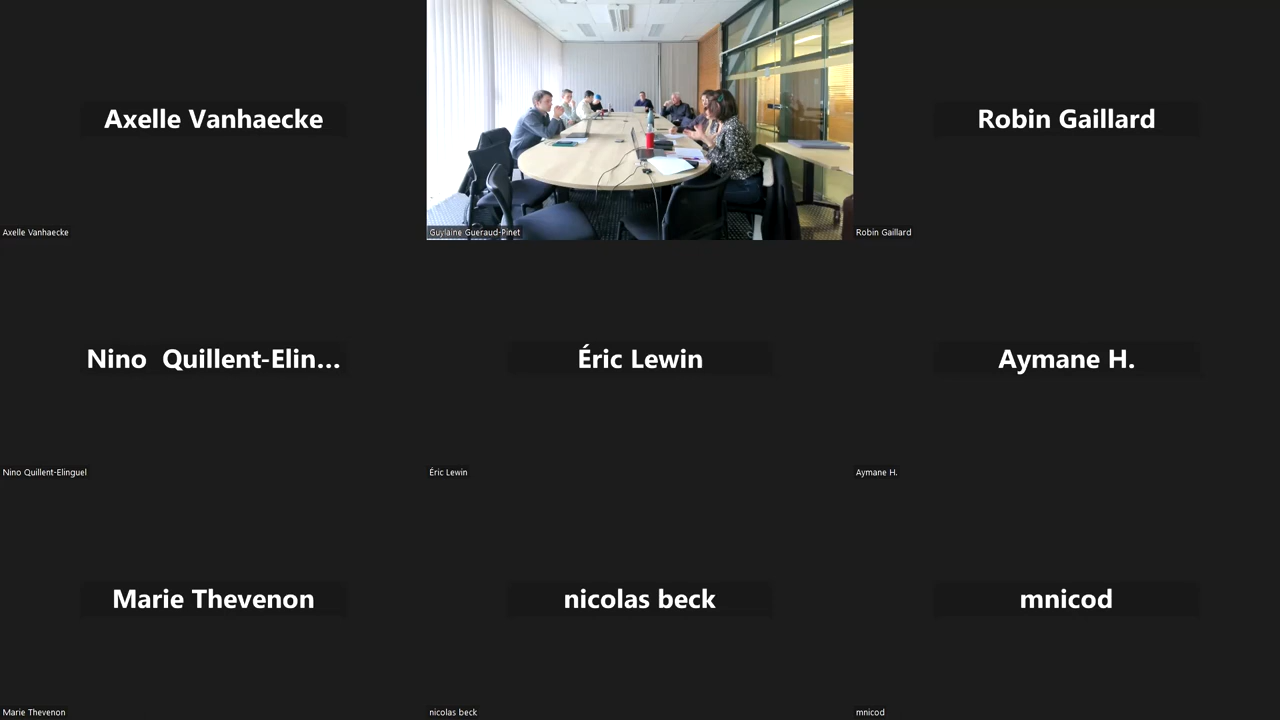 Axelle Vanhaecke
Axelle Vanhaecke
Guylaine Gueraud-Pinet
Robin Gaillard
Robin Gaillard
Nino  Quillent-Elin...
Nino Quillent-Elinguel
Éric Lewin
Éric Lewin
Aymane H.
Aymane H.
Marie Thevenon
Marie Thevenon
nicolas beck
nicolas beck
mnicod
mnicod